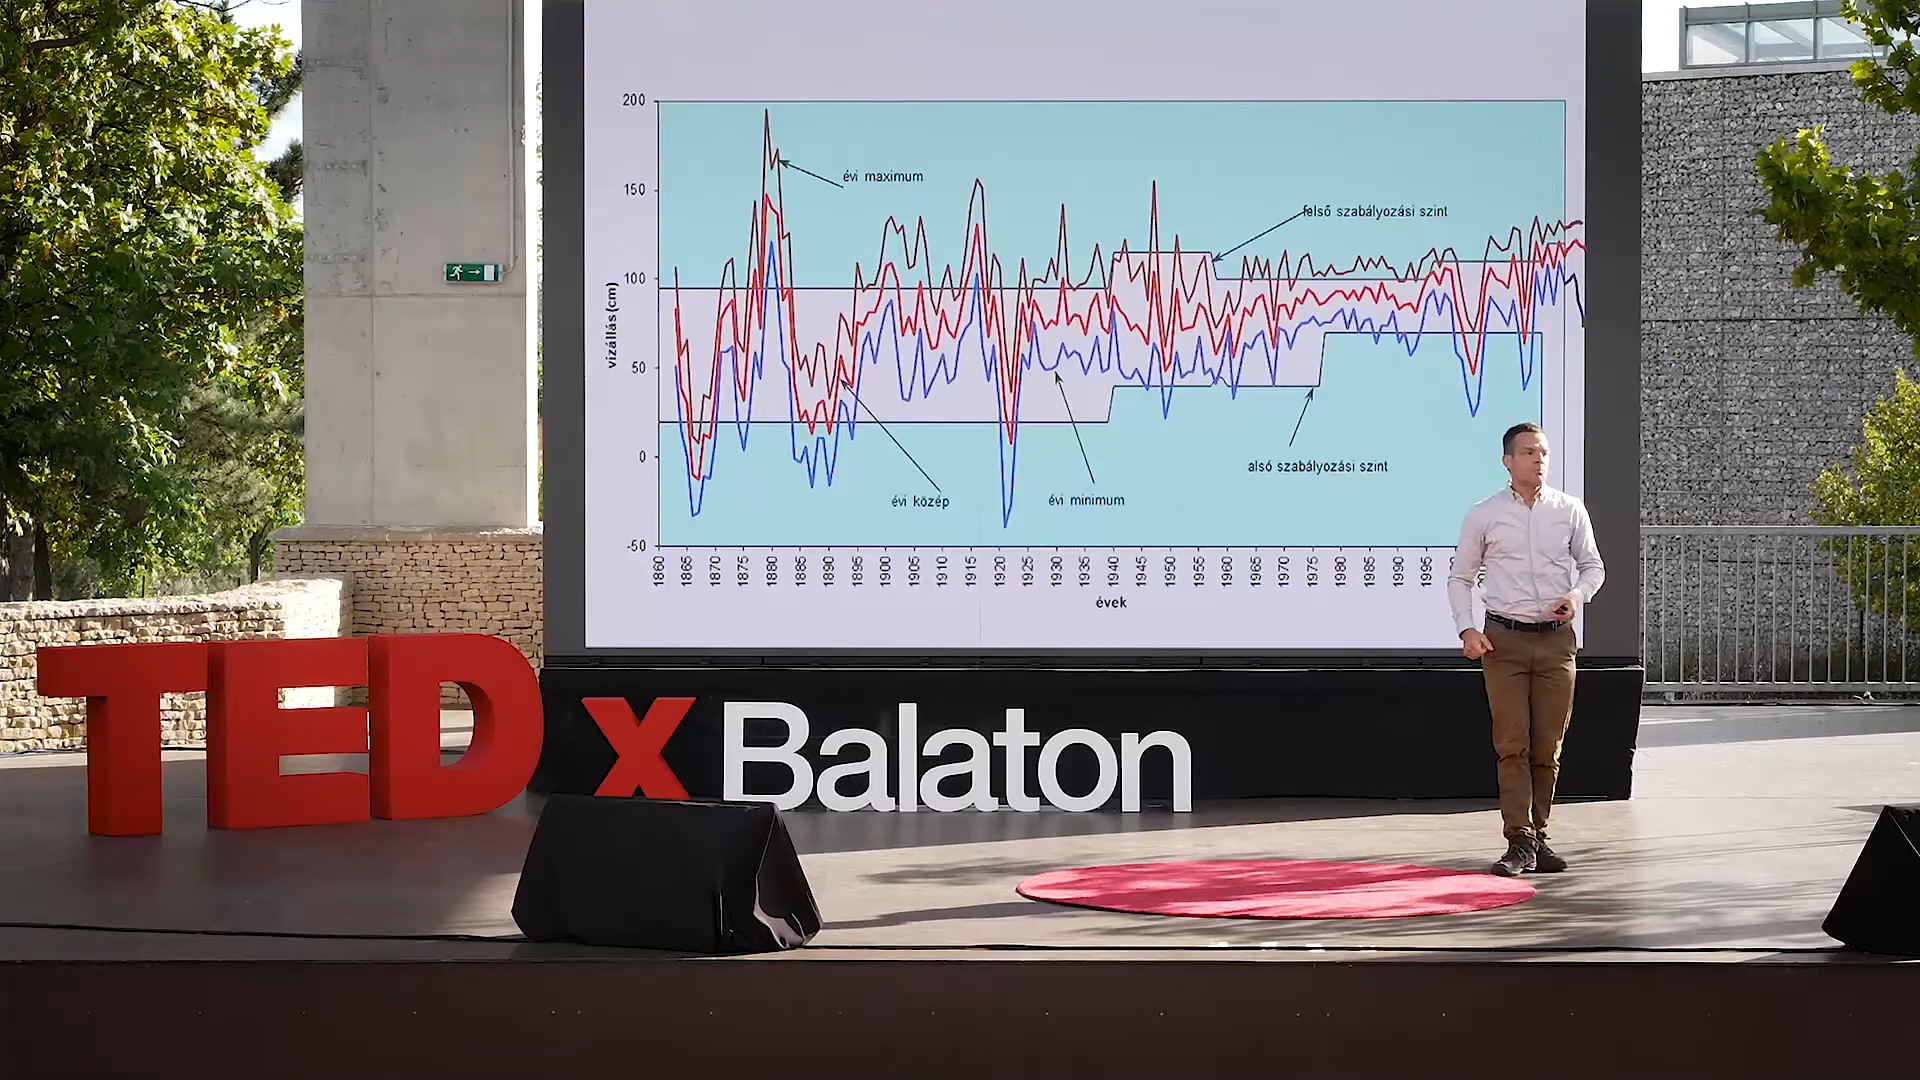 200
150
100
50
0
-50
vízállás (cm)
évi maximum
felső szabályozási szint
alsó szabályozási szint
évi közép
évi minimum
1860 1865 1870 1875 1880 1885 1890 1895 1900 1905 1910 1915 1920 1925 1930 1935 1940 1945 1950 1955 1960 1965 1970 1975 1980 1985 1990 1995
évek
TEDxBalaton